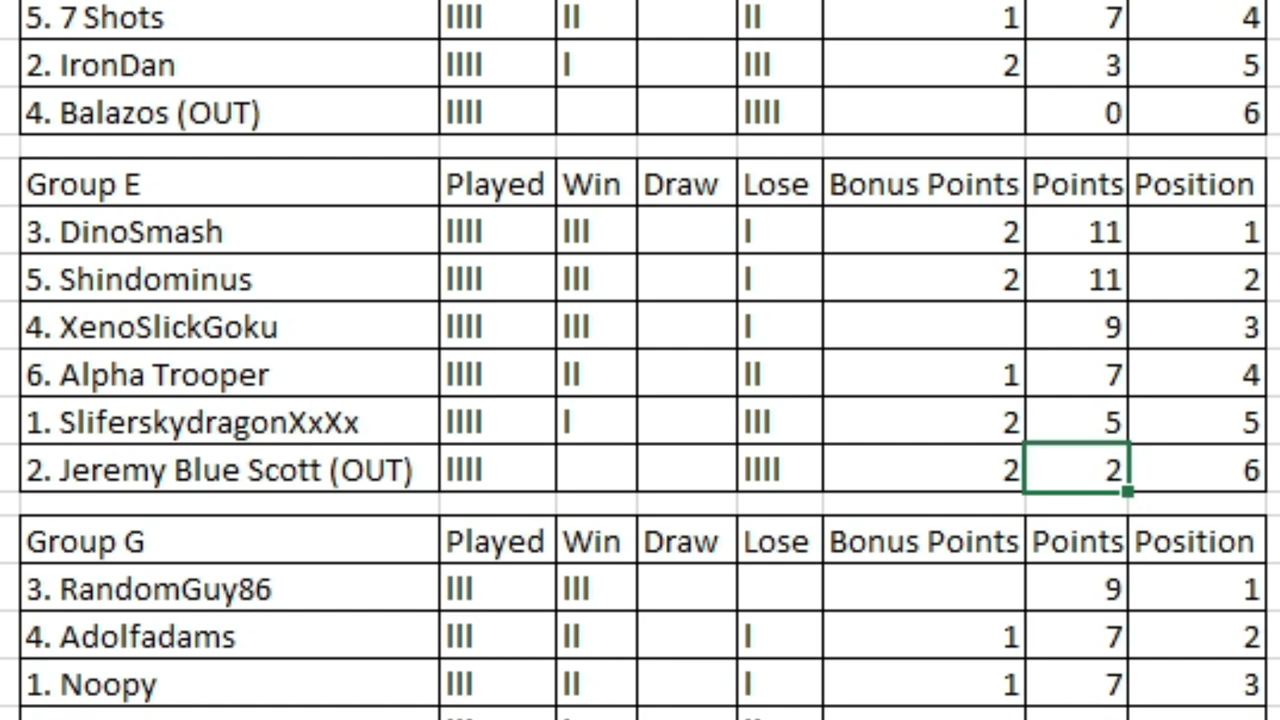 5. 7 Shots IIII II II 1 7 4
2. IronDan IIII I III 2 3 5
4. Balazos (OUT) IIII IIII 0 6
Group E Played Win Draw Lose Bonus Points Points Position
3. DinoSmash IIII III I 2 11 1
5. Shindominus IIII III I 2 11 2
4. XenoSlickGoku IIII III I 9 3
6. Alpha Trooper IIII II II 1 7 4
1. SliferskydragonXxXx IIII I III 2 5 5
2. Jeremy Blue Scott (OUT) IIII IIII 2 2 6
Group G Played Win Draw Lose Bonus Points Points Position
3. RandomGuy86 III III 9 1
4. Adolfadams III II I 1 7 2
1. Noopy III II I 1 7 3